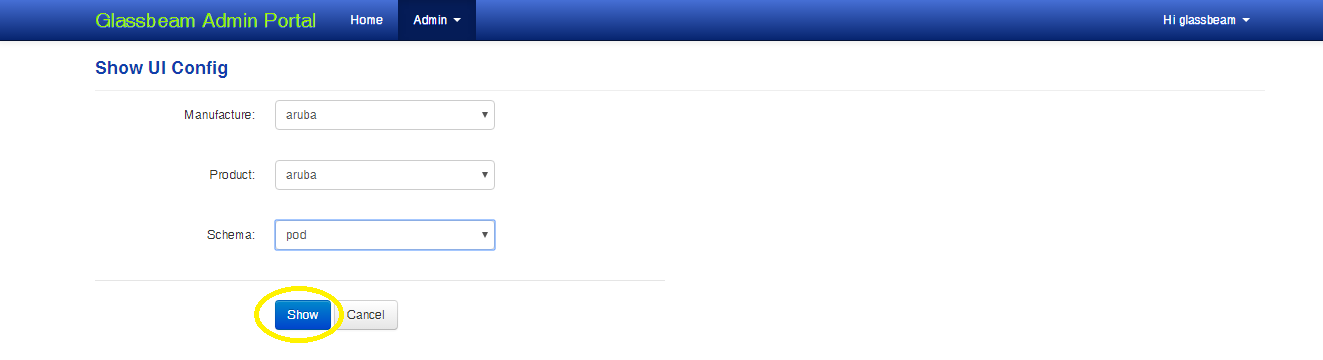 Glassbeam Admin Portal Home Admin Hi glassbeam
Show UI Config
Manufacture: aruba
Product: aruba
Schema: pod
Show Cancel